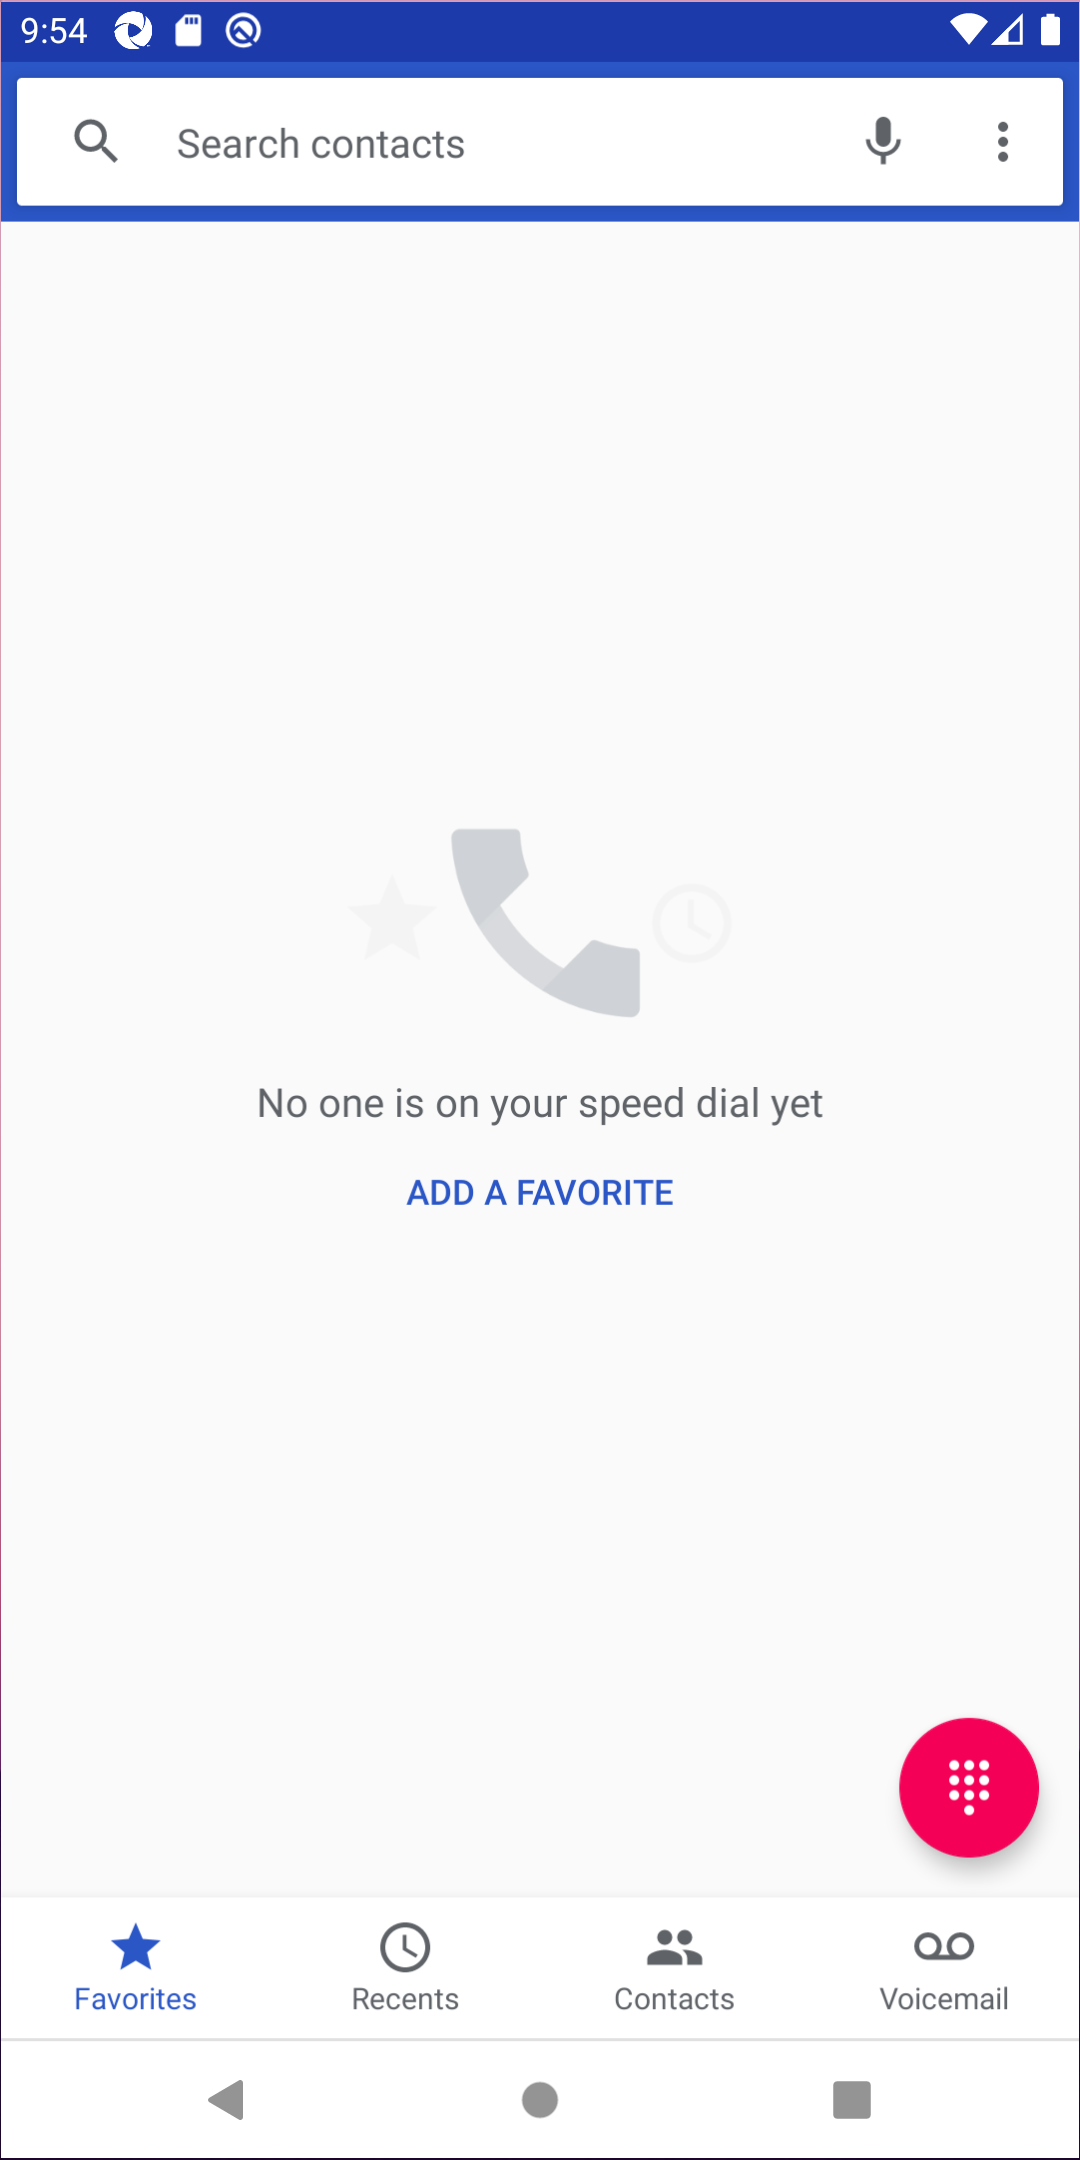 9:54
Search contacts
No one is on your speed dial yet
ADD A FAVORITE
Favorites Recents Contacts Voicemail